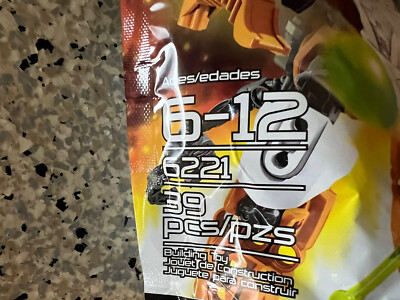 Ages/edades
6-12
6221
39
pcs/pzs
Building Toy
Jouet de Construction
Juguete para construir